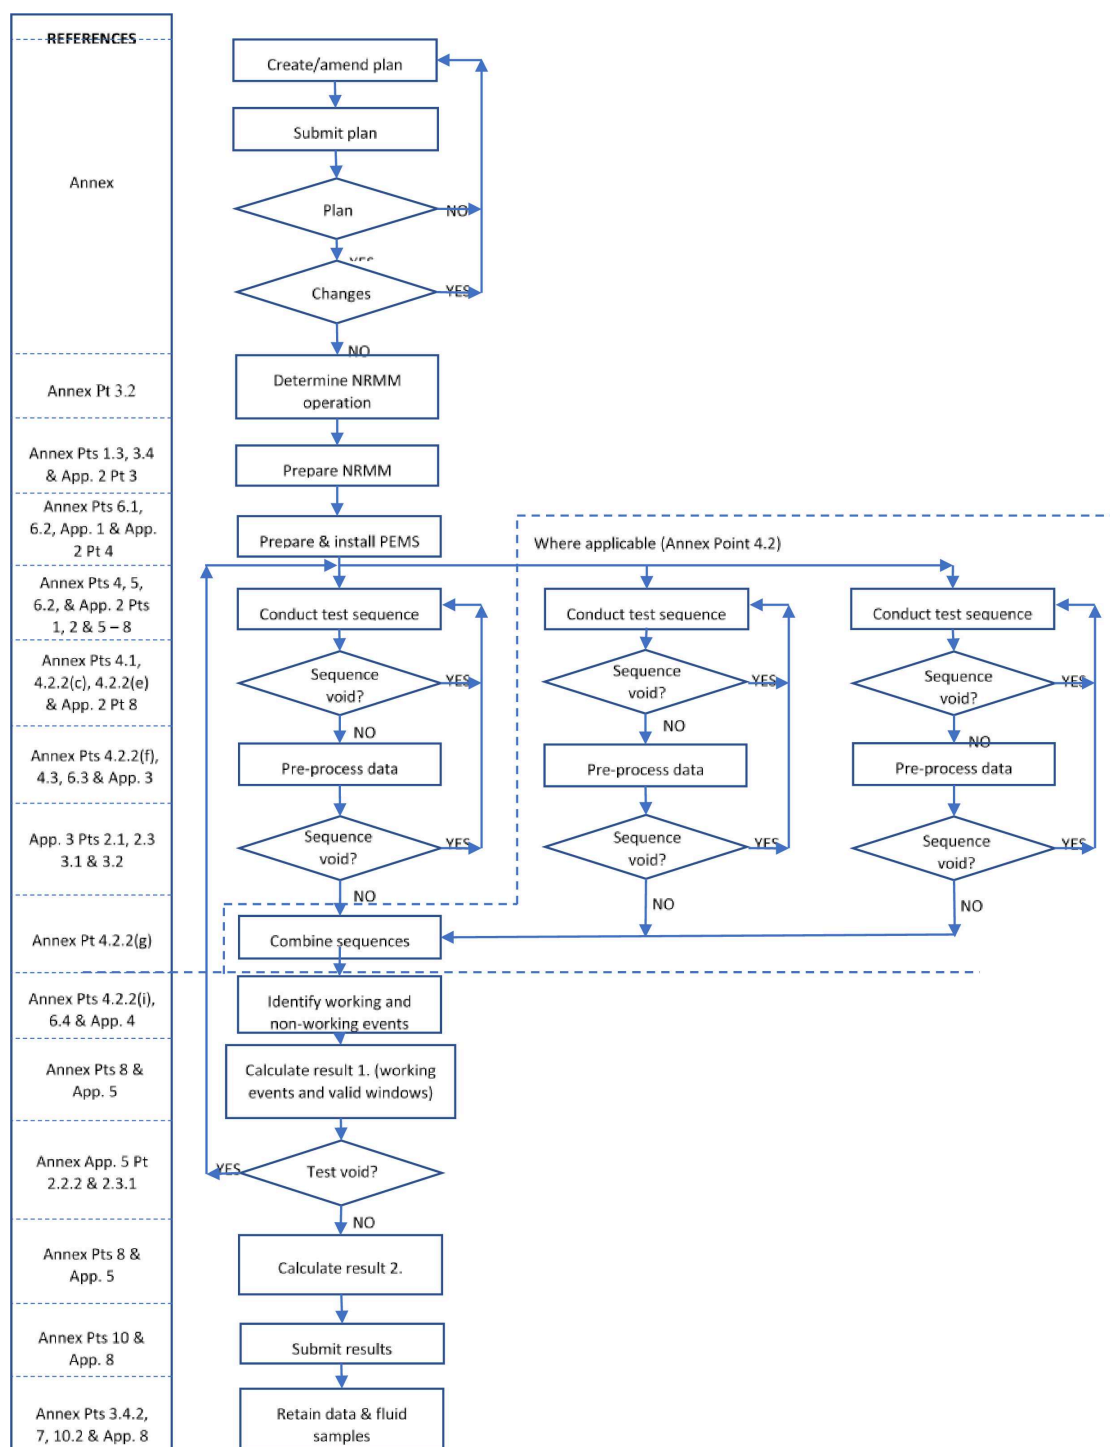 REFERENCES
Create/amend plan
Submit plan
Annex
Plan
NO
YES
Changes
YES
NO
Annex Pt 3.2
Determine NRMM
operation
Annex Pts 1.3, 3.4
& App. 2 Pt 3
Prepare NRMM
Annex Pts 6.1,
6.2, App. 1 & App.
2 Pt 4
Prepare & install PEMS
Where applicable (Annex Point 4.2)
Annex Pts 4, 5,
6.2, & App. 2 Pts
1, 2 & 5 – 8
Conduct test sequence
Conduct test sequence
Conduct test sequence
Annex Pts 4.1,
4.2.2(c), 4.2.2(e)
& App. 2 Pt 8
Sequence
void?
YES
Sequence
void?
YES
Sequence
void?
YES
NO
NO
NO
Annex Pts 4.2.2(f),
4.3, 6.3 & App. 3
Pre-process data
Pre-process data
Pre-process data
App. 3 Pts 2.1, 2.3
3.1 & 3.2
Sequence
void?
YES
Sequence
void?
YES
Sequence
void?
YES
NO
NO
NO
Annex Pt 4.2.2(g)
Combine sequences
Annex Pts 4.2.2(i),
6.4 & App. 4
Identify working and
non-working events
Annex Pts 8 &
App. 5
Calculate result 1. (working
events and valid windows)
Annex App. 5 Pt
2.2.2 & 2.3.1
YES
Test void?
NO
Annex Pts 8 &
App. 5
Calculate result 2.
Annex Pts 10 &
App. 8
Submit results
Annex Pts 3.4.2,
7, 10.2 & App. 8
Retain data & fluid
samples